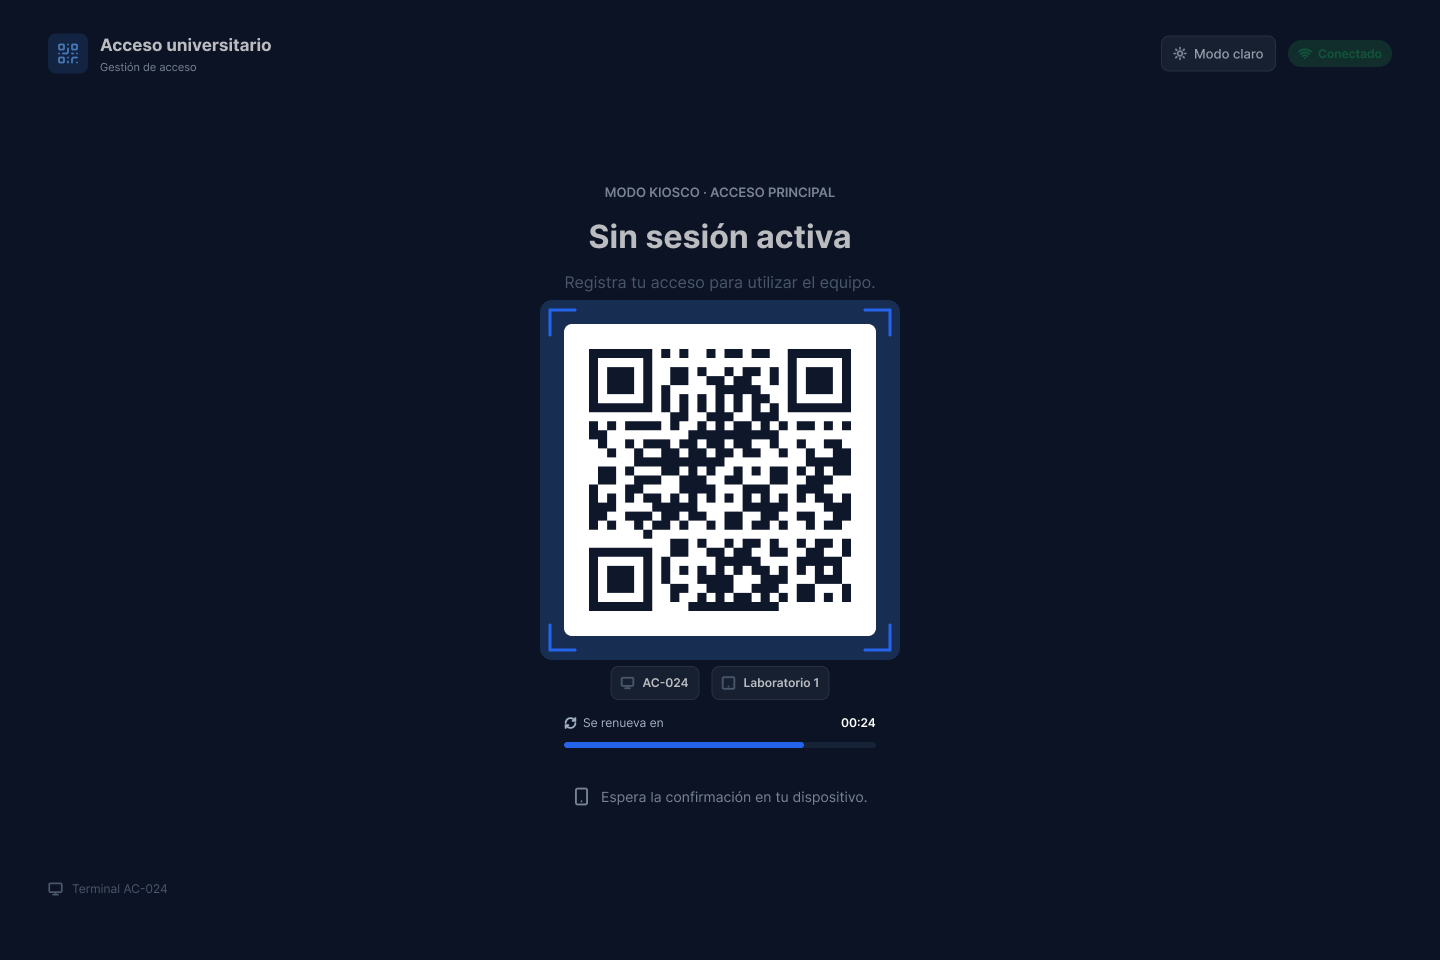 Acceso universitario
Gestión de acceso
Modo claro
Conectado
MODO KIOSCO · ACCESO PRINCIPAL
Sin sesión activa
Registra tu acceso para utilizar el equipo.
AC-024
Laboratorio 1
Se renueva en
00:24
Espera la confirmación en tu dispositivo.
Terminal AC-024